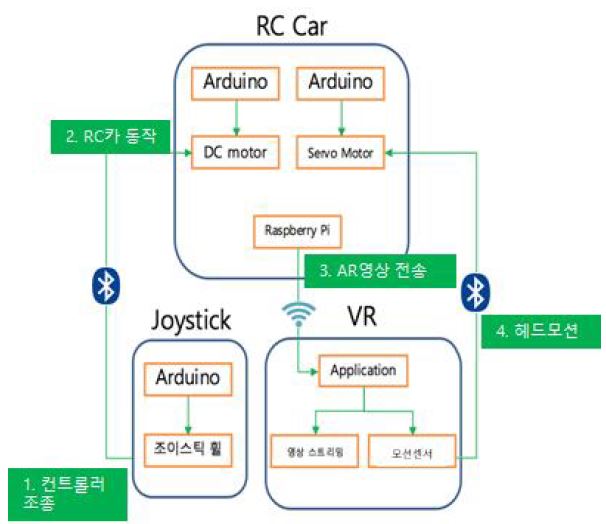 RC Car
Arduino
Arduino
2. RC카 동작
DC motor
Servo Motor
Raspberry Pi
3. AR영상 전송
Joystick
VR
4. 헤드모션
Arduino
Application
조이스틱 휠
영상 스트리밍
모션센서
1. 컨트롤러
조종